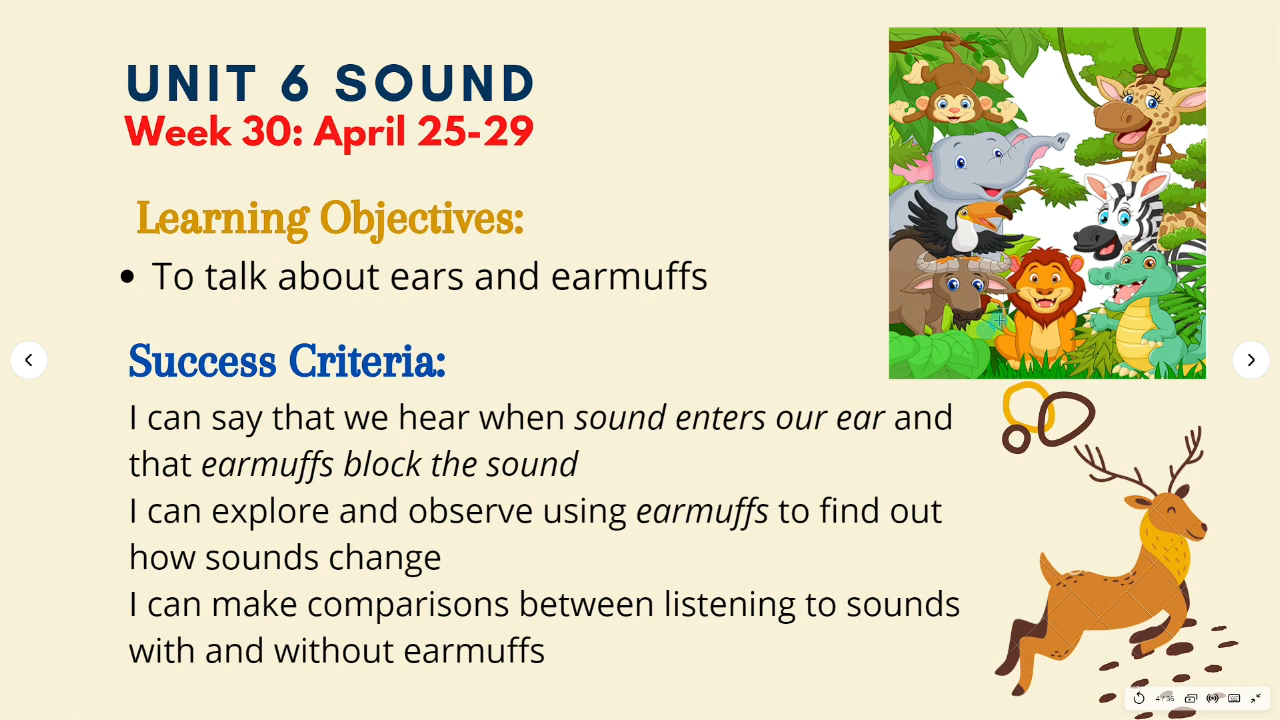 UNIT 6 SOUND
Week 30: April 25-29
Learning Objectives:
• To talk about ears and earmuffs
Success Criteria:
I can say that we hear when sound enters our ear and
that earmuffs block the sound
I can explore and observe using earmuffs to find out
how sounds change
I can make comparisons between listening to sounds
with and without earmuffs